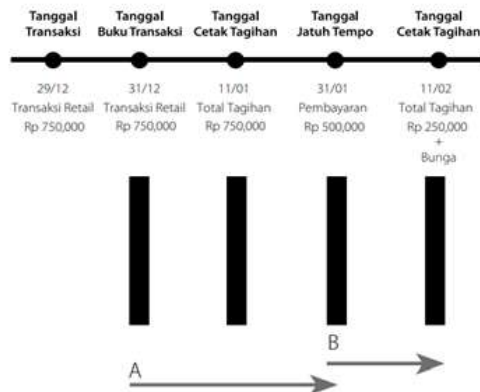 Tanggal
Transaksi
Tanggal
Buku Transaksi
Tanggal
Cetak Tagihan
Tanggal
Jatuh Tempo
Tanggal
Cetak Tagihan
29/12
Transaksi Retail
Rp 750,000
31/12
Transaksi Retail
Rp 750,000
11/01
Total Tagihan
Rp 750,000
31/01
Pembayaran
Rp 500,000
11/02
Total Tagihan
Rp 250,000
+
Bunga
A
B